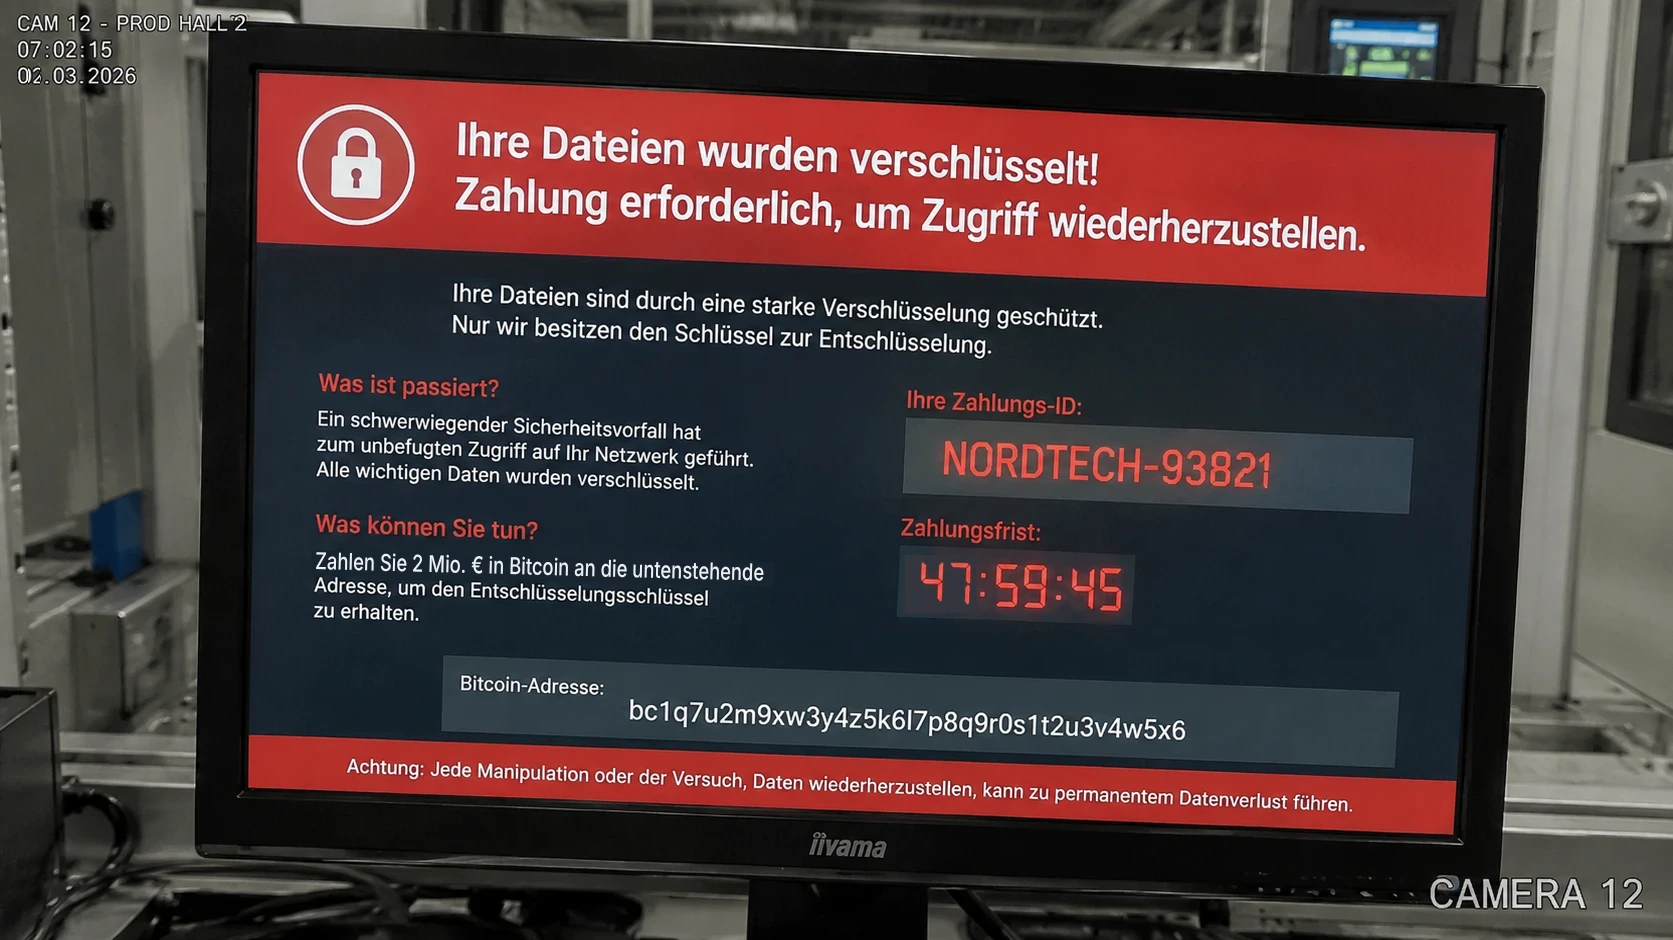 CAM 12 - PROD HALL 2
07:02:15
02.03.2026
Ihre Dateien wurden verschlüsselt!
Zahlung erforderlich, um Zugriff wiederherzustellen.
Ihre Dateien sind durch eine starke Verschlüsselung geschützt.
Nur wir besitzen den Schlüssel zur Entschlüsselung.
Was ist passiert?
Ein schwerwiegender Sicherheitsvorfall hat
zum unbefugten Zugriff auf Ihr Netzwerk geführt.
Alle wichtigen Daten wurden verschlüsselt.
Was können Sie tun?
Zahlen Sie 2 Mio. € in Bitcoin an die untenstehende
Adresse, um den Entschlüsselungsschlüssel
zu erhalten.
Ihre Zahlungs-ID:
NORDTECH-93821
Zahlungsfrist:
47:59:45
Bitcoin-Adresse:
bc1q7u2m9xw3y4z5k6l7p8q9r0s1t2u3v4w5x6
Achtung: Jede Manipulation oder der Versuch, Daten wiederherzustellen, kann zu permanentem Datenverlust führen.
iiyama
CAMERA 12